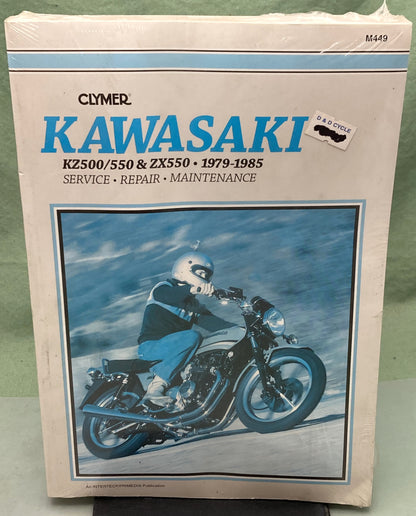 M449
CLYMER®
D & D CYCLE
KAWASAKI
KZ500/550 & ZX550 • 1979-1985
SERVICE • REPAIR • MAINTENANCE
An INTERTEC/PRIMEDIA Publication